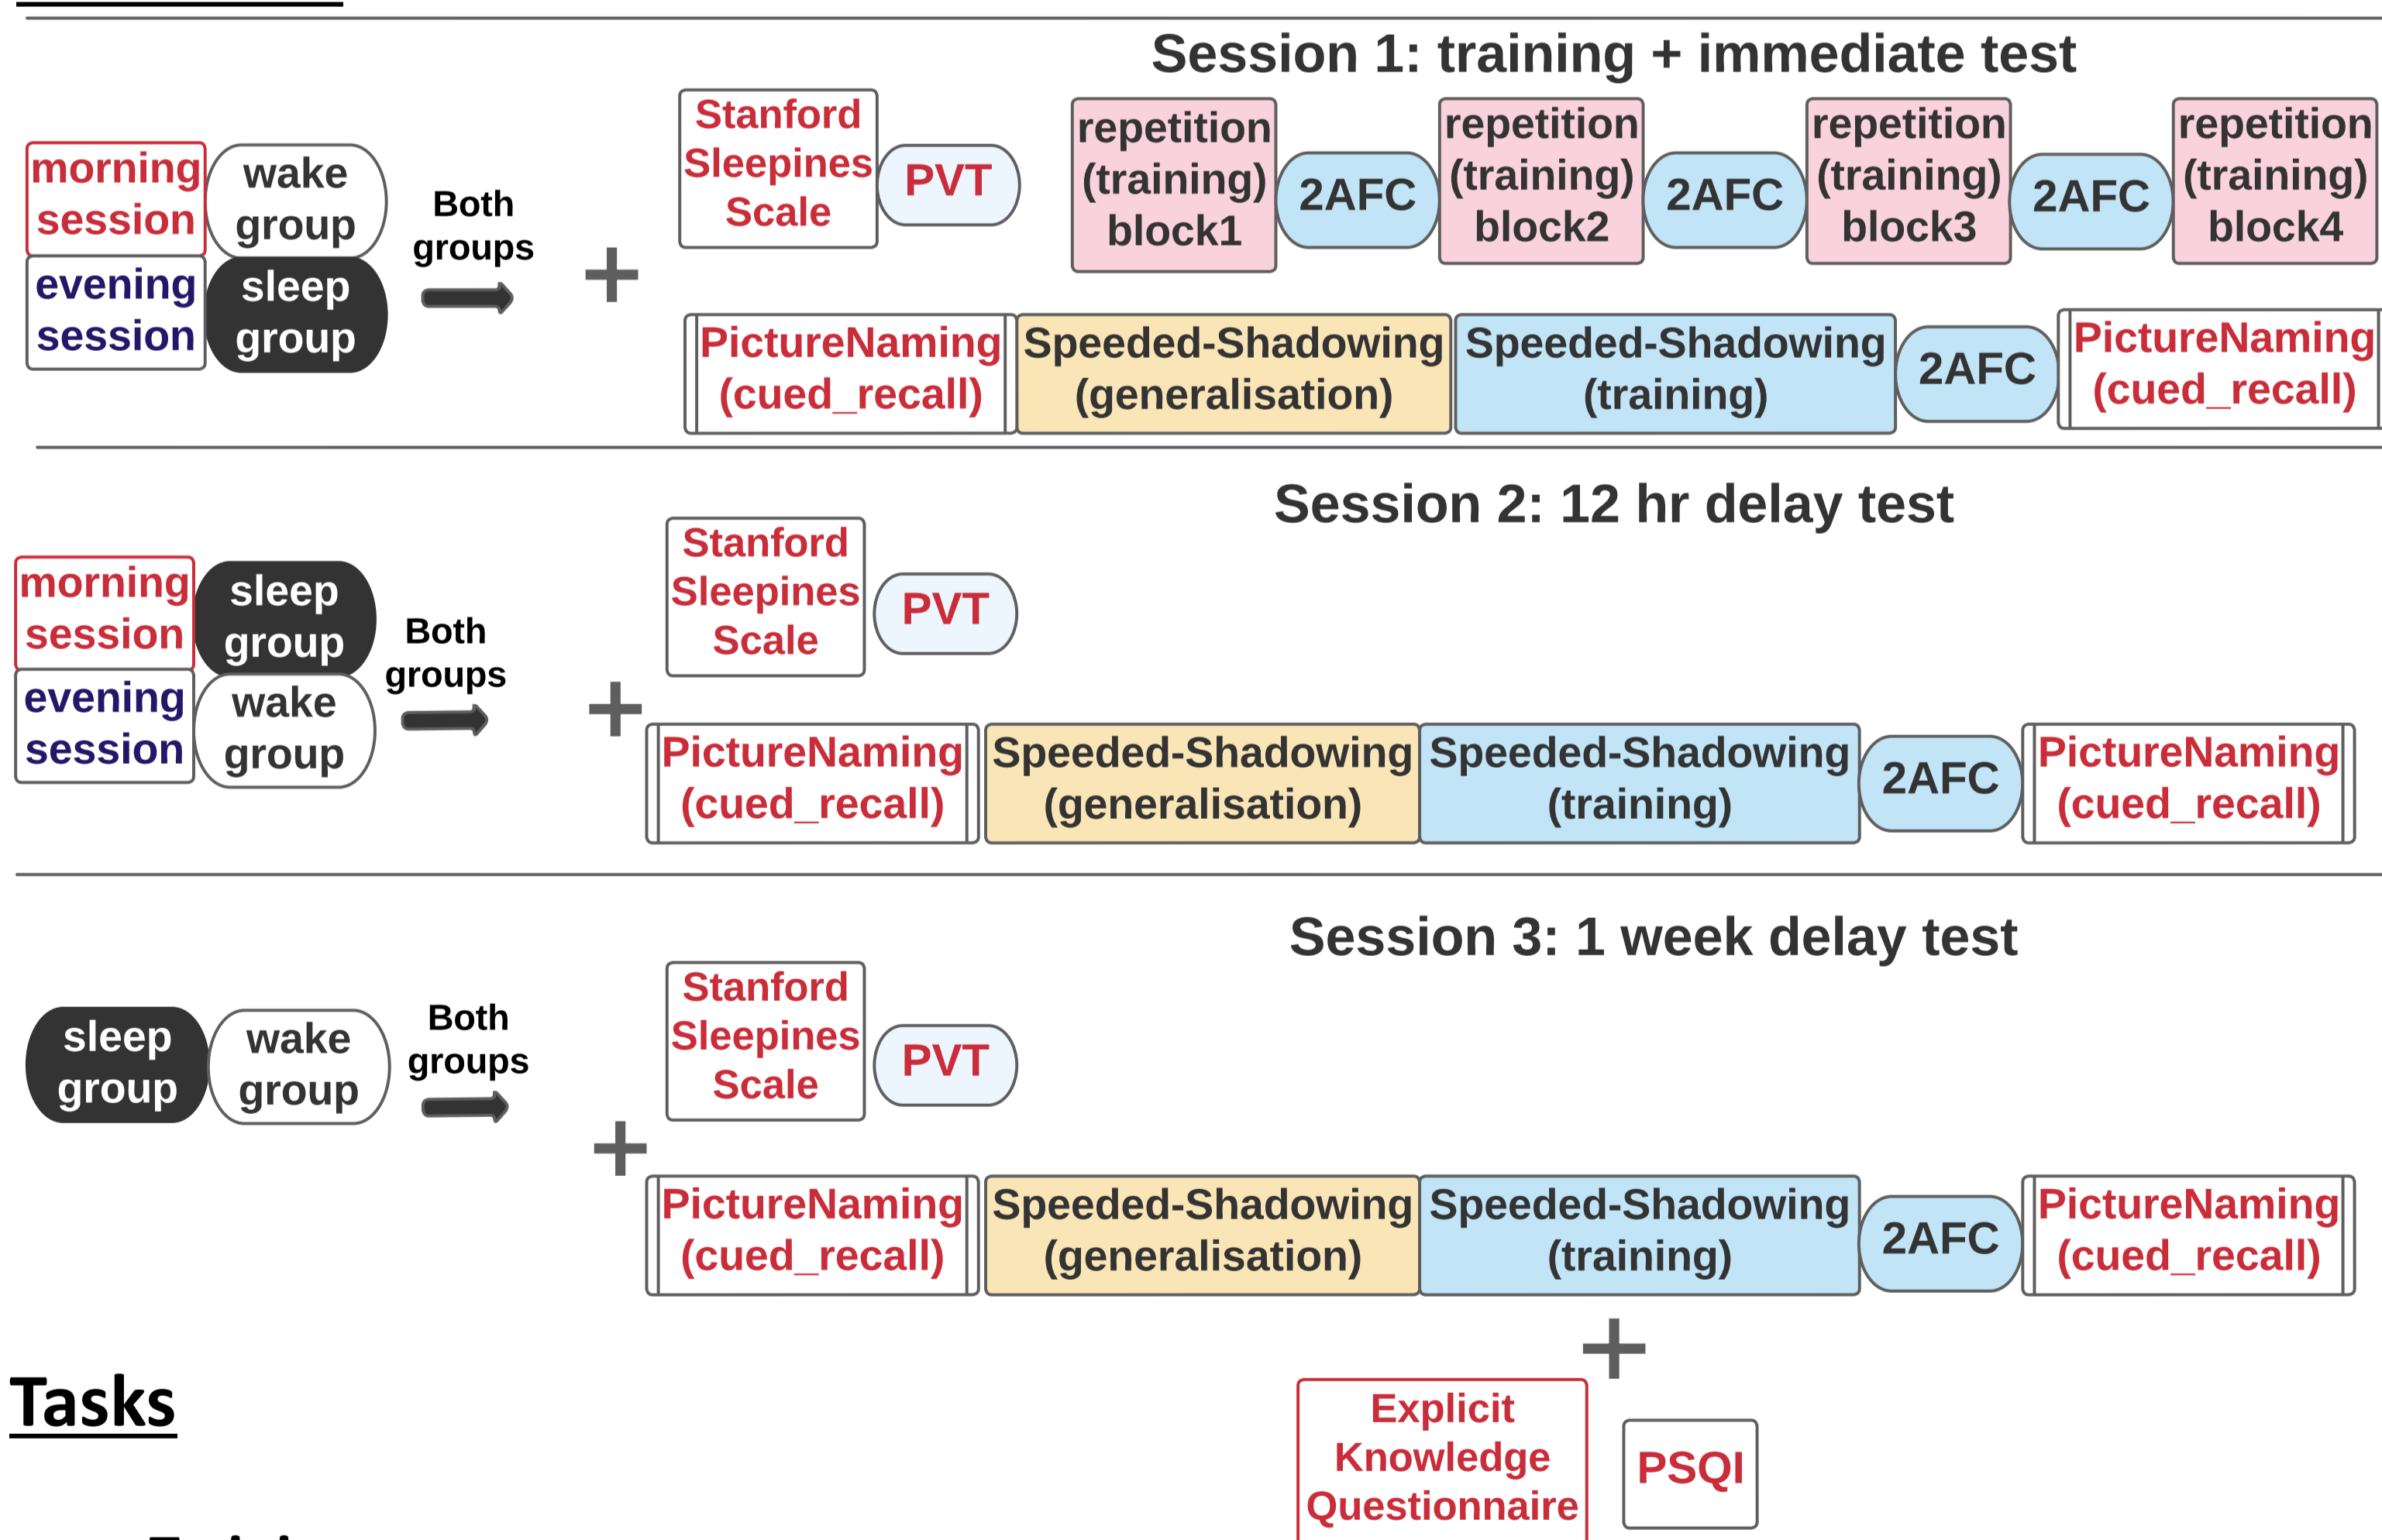 Session 1: training + immediate test
morning
session
wake
group
evening
session
sleep
group
Both
groups
+
Stanford
Sleepines
Scale
PVT
repetition
(training)
block1
2AFC
repetition
(training)
block2
2AFC
repetition
(training)
block3
2AFC
repetition
(training)
block4
PictureNaming
(cued_recall)
Speeded-Shadowing
(generalisation)
Speeded-Shadowing
(training)
2AFC
PictureNaming
(cued_recall)
Session 2: 12 hr delay test
morning
session
sleep
group
evening
session
wake
group
Both
groups
+
Stanford
Sleepines
Scale
PVT
PictureNaming
(cued_recall)
Speeded-Shadowing
(generalisation)
Speeded-Shadowing
(training)
2AFC
PictureNaming
(cued_recall)
Session 3: 1 week delay test
sleep
group
wake
group
Both
groups
+
Stanford
Sleepines
Scale
PVT
PictureNaming
(cued_recall)
Speeded-Shadowing
(generalisation)
Speeded-Shadowing
(training)
2AFC
PictureNaming
(cued_recall)
+
Explicit
Knowledge
Questionnaire
PSQI
Tasks